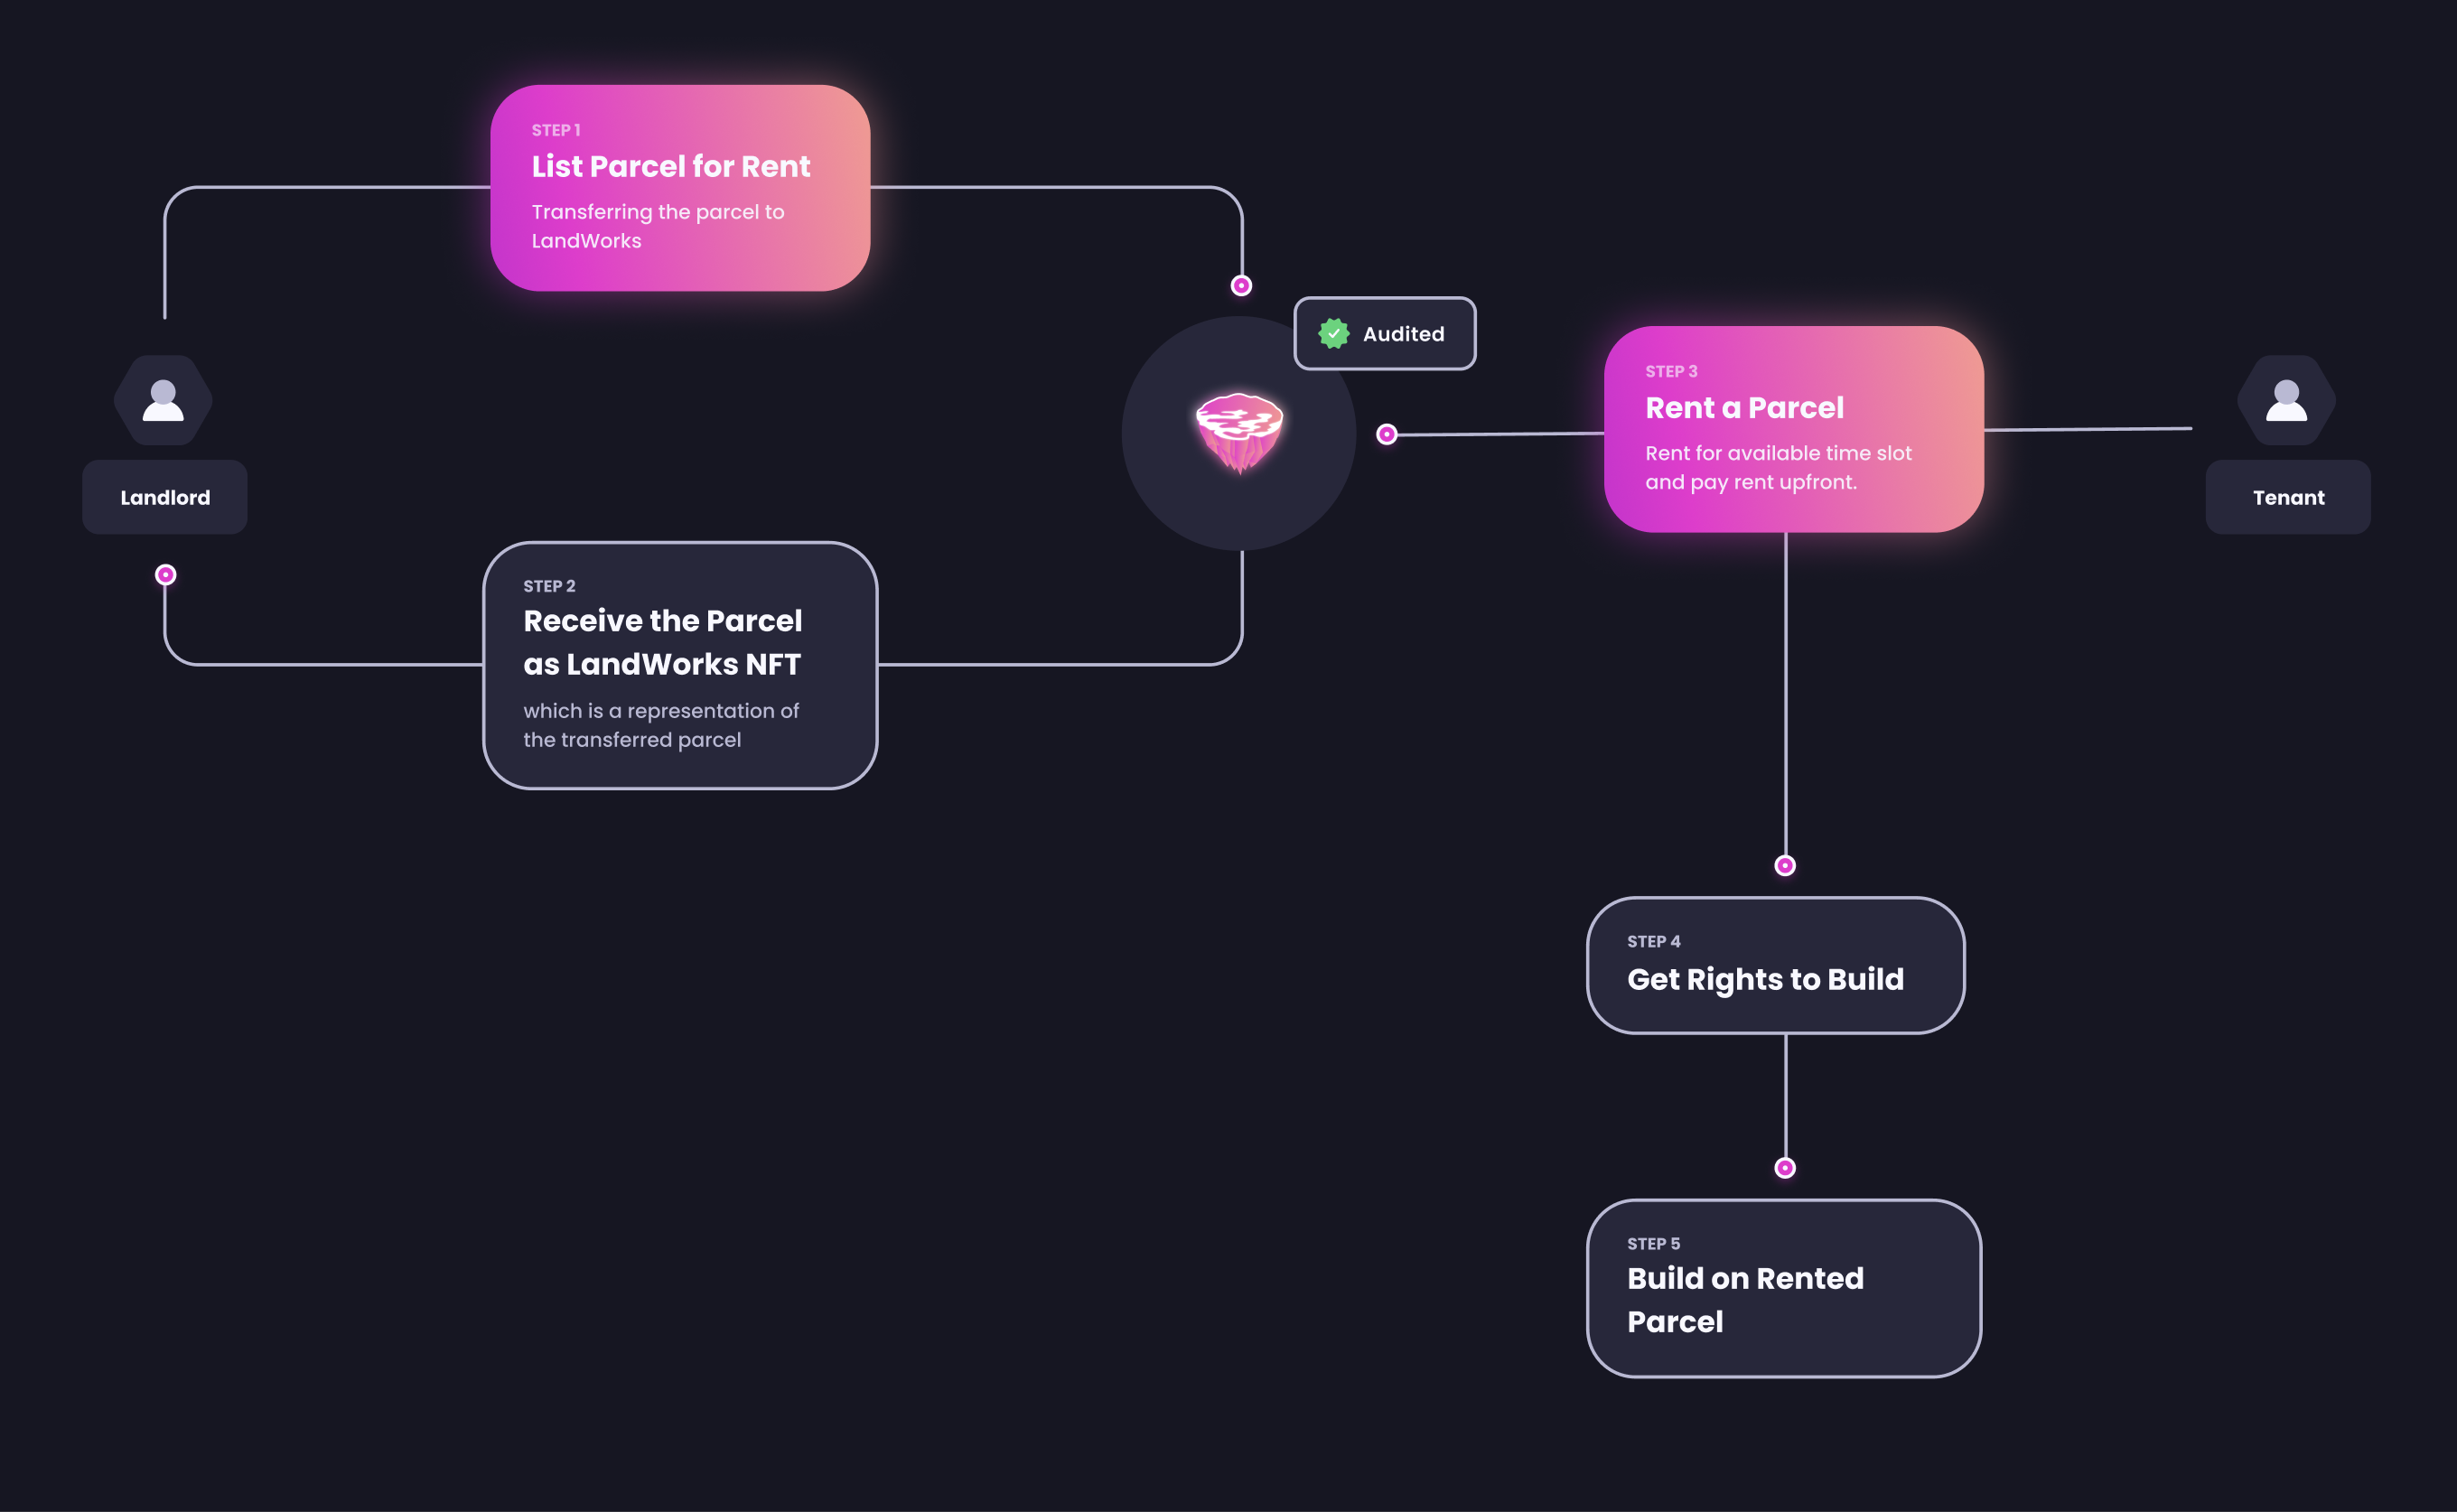 STEP 1
List Parcel for Rent
Transferring the parcel to
LandWorks
Audited
Landlord
STEP 2
Receive the Parcel
as LandWorks NFT
which is a representation of
the transferred parcel
STEP 3
Rent a Parcel
Rent for available time slot
and pay rent upfront.
Tenant
STEP 4
Get Rights to Build
STEP 5
Build on Rented
Parcel